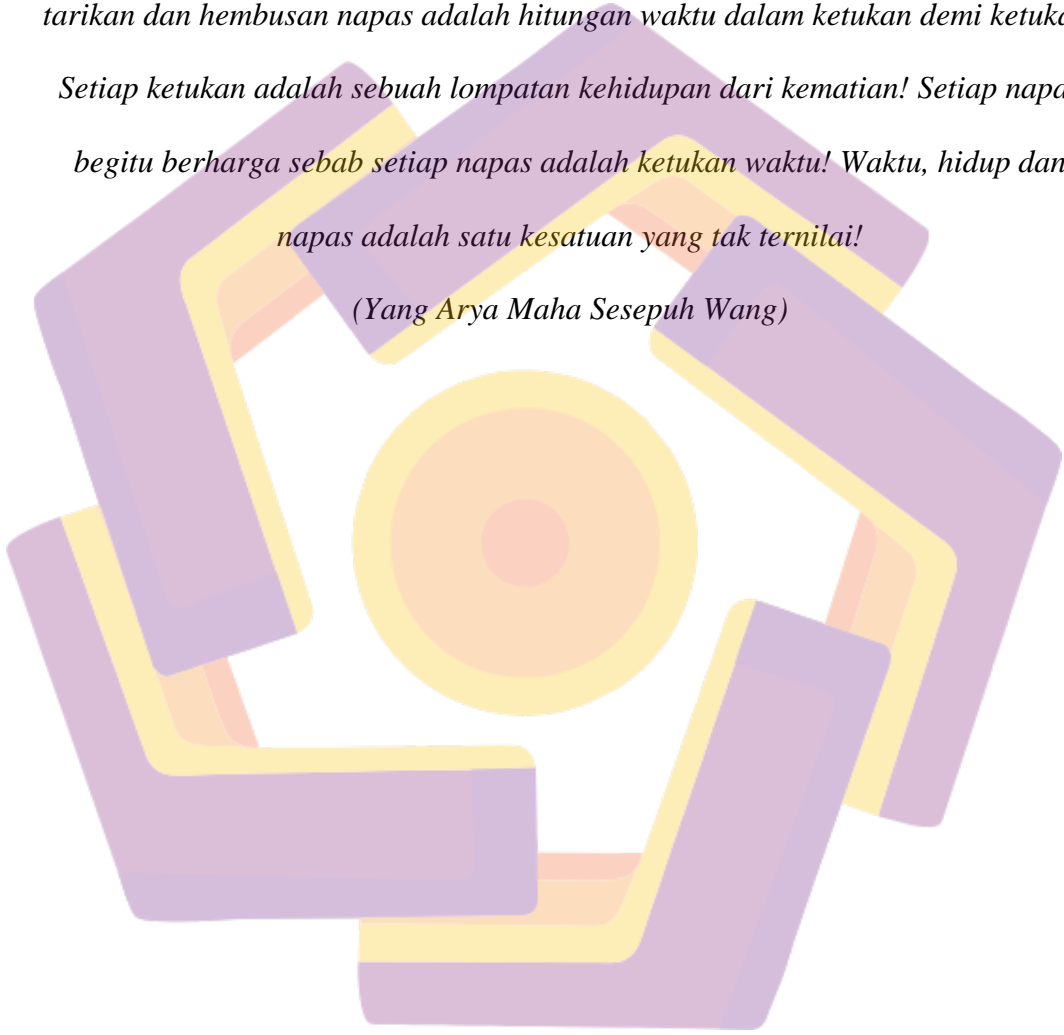 tarikan dan hembusan napas adalah hitungan waktu dalam ketukan demi
Setiap ketukan adalah sebuah lompatan kehidupan dari kematian! Setiap
begitu berharga sebab setiap napas adalah ketukan waktu! Waktu, hidup dan
napas adalah satu kesatuan yang tak ternilai!
(Yang Arya Maha Sesepuh Wang)